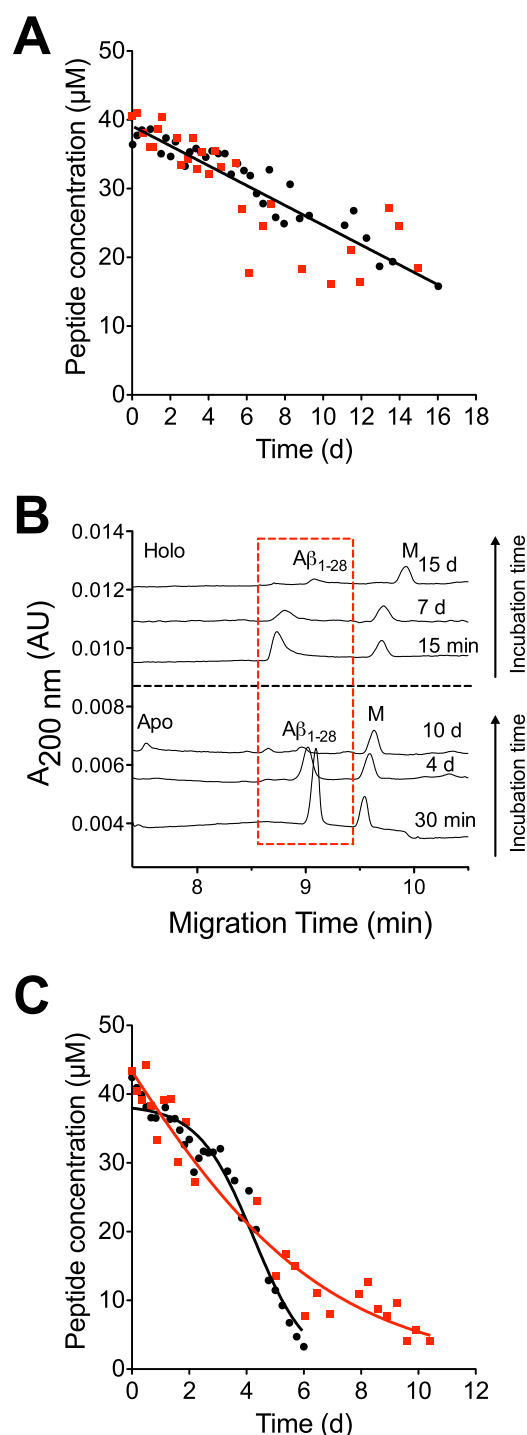 A
Peptide concentration (µM)
50
40
30
20
10
0
0 2 4 6 8 10 12 14 16 18
Time (d)
B
A200 nm (AU)
0.014
0.012
0.010
0.008
0.006
0.004
Holo
Aβ1-28
M
15 d
7 d
15 min
Incubation time
Apo
Aβ1-28
M
10 d
4 d
30 min
Incubation time
8 9 10
Migration Time (min)
C
Peptide concentration (µM)
50
40
30
20
10
0
0 2 4 6 8 10 12
Time (d)